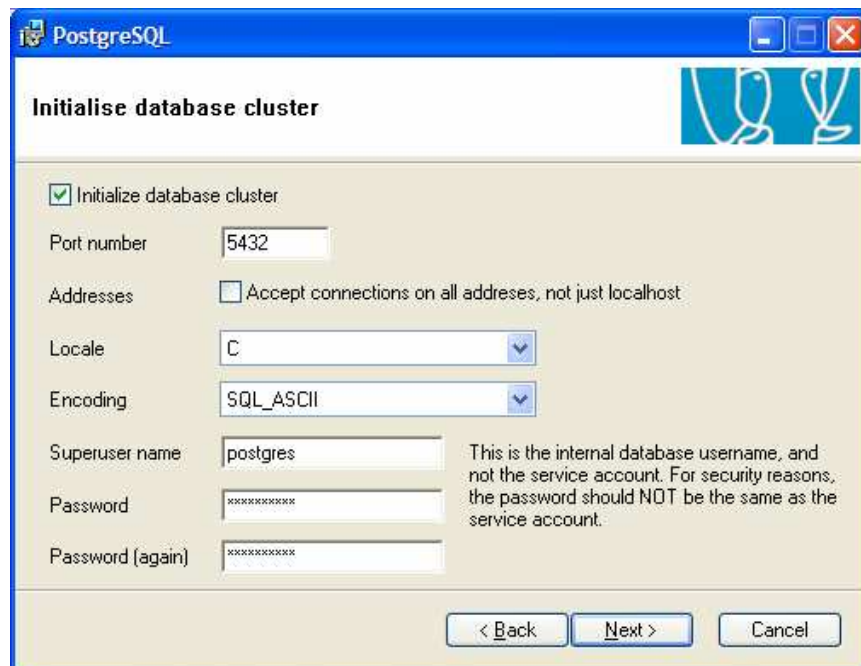 PostgreSQL
Initialise database cluster
Initialize database cluster
Port number 5432
Addresses Accept connections on all addreses, not just localhost
Locale C
Encoding SQL_ASCII
Superuser name postgres This is the internal database username, and
not the service account. For security reasons,
the password should NOT be the same as the
service account.
Password xxxxxxxxxx
Password (again) xxxxxxxxxx
< Back Next > Cancel